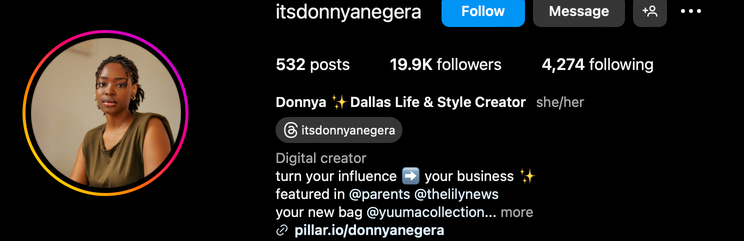 itsdonnyanegera Follow Message
532 posts 19.9K followers 4,274 following
Donnya ✨ Dallas Life & Style Creator she/her
itsdonnyanegera
Digital creator
turn your influence ➡️ your business ✨
featured in @parents @thelilynews
your new bag @yuumacollection... more
pillar.io/donnyanegera